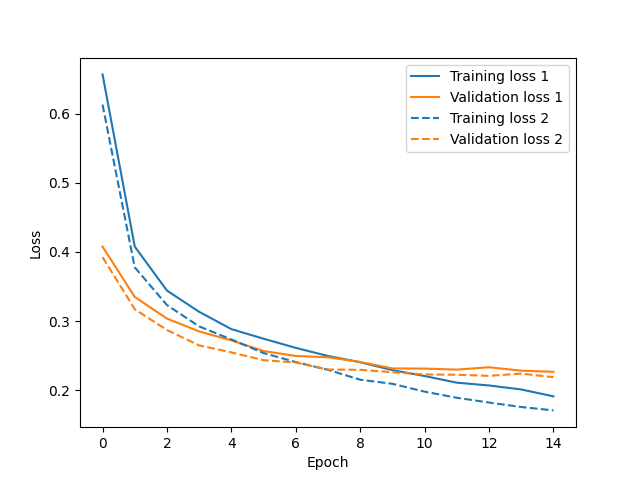 Training loss 1
Validation loss 1
Training loss 2
Validation loss 2
Loss
0.6
0.5
0.4
0.3
0.2
0 2 4 6 8 10 12 14
Epoch